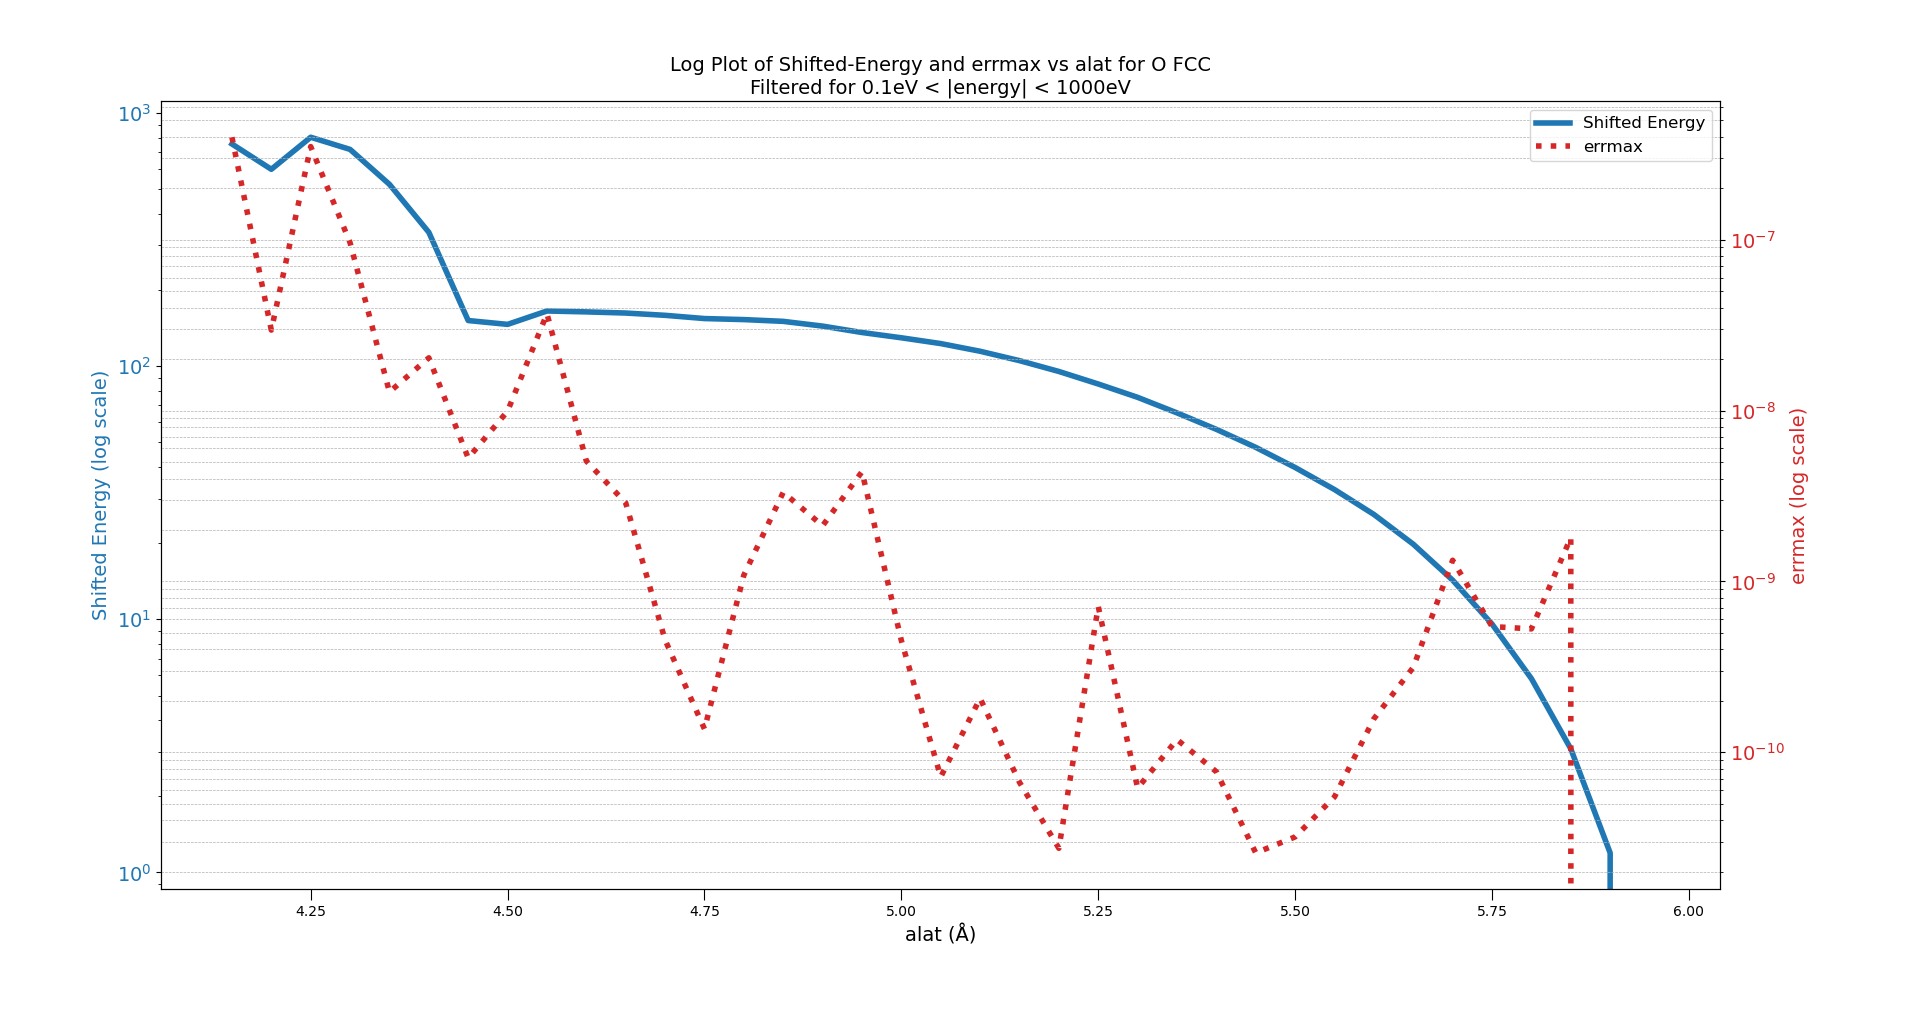 Log Plot of Shifted-Energy and errmax vs alat for O FCC
Filtered for 0.1eV < |energy| < 1000eV
Shifted Energy
errmax
Shifted Energy (log scale)
10³
10²
10¹
10⁰
errmax (log scale)
10⁻⁷
10⁻⁸
10⁻⁹
10⁻¹⁰
4.25 4.50 4.75 5.00 5.25 5.50 5.75 6.00
alat (Å)